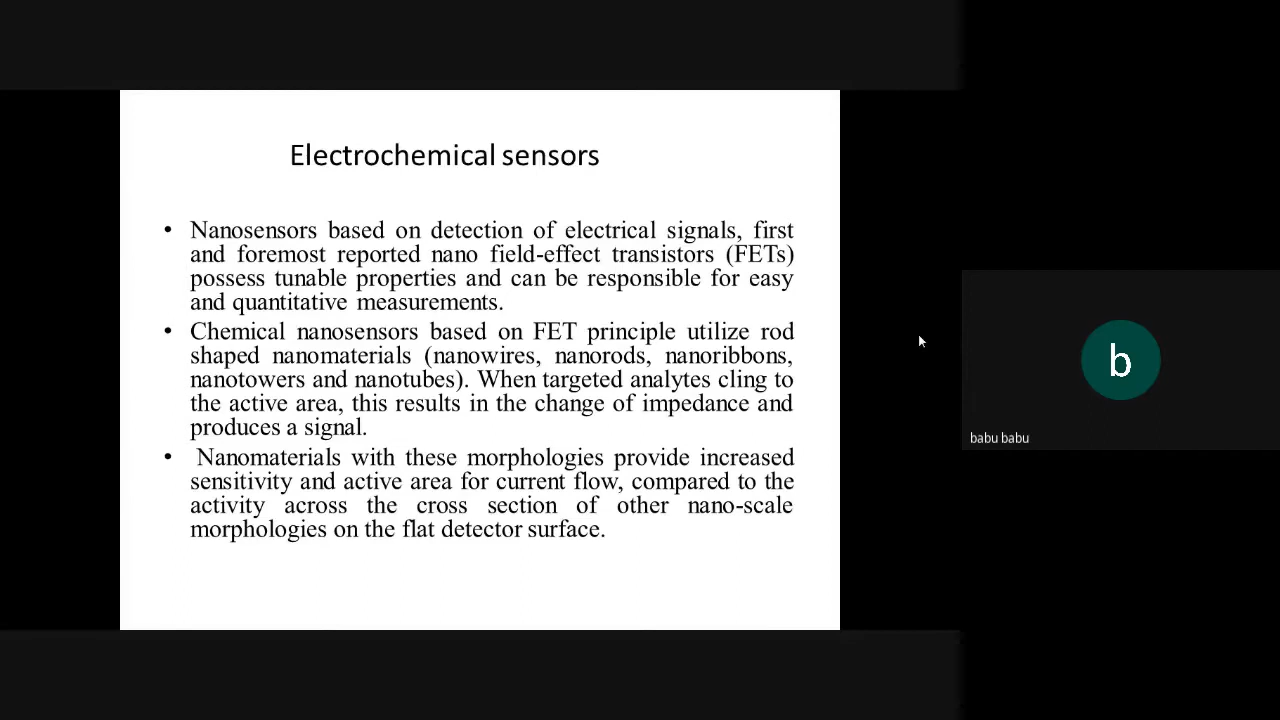 Electrochemical sensors
• Nanosensors based on detection of electrical signals, first
and foremost reported nano field-effect transistors (FETs)
possess tunable properties and can be responsible for easy
and quantitative measurements.
• Chemical nanosensors based on FET principle utilize rod
shaped nanomaterials (nanowires, nanorods, nanoribbons,
nanotowers and nanotubes). When targeted analytes cling to
the active area, this results in the change of impedance and
produces a signal.
• Nanomaterials with these morphologies provide increased
sensitivity and active area for current flow, compared to the
activity across the cross section of other nano-scale
morphologies on the flat detector surface.
b
babu babu